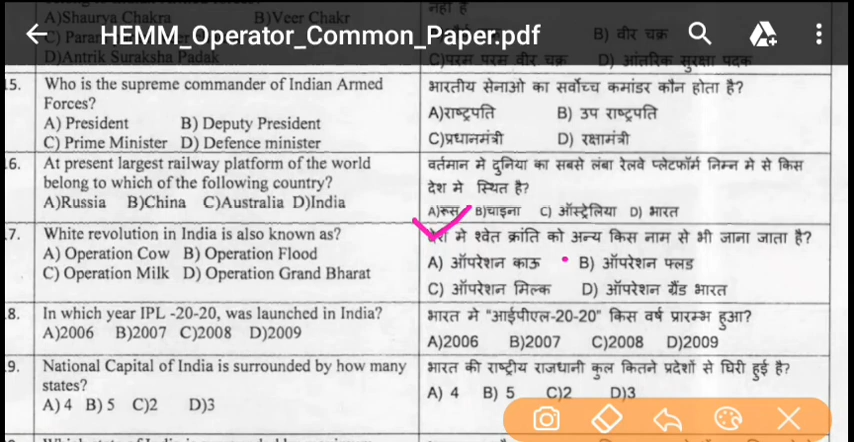 A)Shaurya Chakra B)Veer Chakr
नहीं है
HEMM_Operator_Common_Paper.pdf
B) वीर चक्र
D)Antrik Suraksha Padak
C)परम परम वीर चक्र D) आंतरिक सुरक्षा पदक
15. Who is the supreme commander of Indian Armed
Forces?
A) President B) Deputy President
C) Prime Minister D) Defence minister
भारतीय सेनाओ का सर्वोच्च कमांडर कौन होता है?
A)राष्ट्रपति B) उप राष्ट्रपति
C)प्रधानमंत्री D) रक्षामंत्री
6. At present largest railway platform of the world
belong to which of the following country?
A)Russia B)China C)Australia D)India
वर्तमान मे दुनिया का सबसे लंबा रेलवे प्लेटफॉर्म निम्न मे से किस
देश मे स्थित है?
A)रूस B)चाइना C) ऑस्ट्रेलिया D) भारत
7. White revolution in India is also known as?
A) Operation Cow B) Operation Flood
C) Operation Milk D) Operation Grand Bharat
मे श्वेत क्रांति को अन्य किस नाम से भी जाना जाता है?
A) ऑपरेशन काऊ B) ऑपरेशन फ्लड
C) ऑपरेशन मिल्क D) ऑपरेशन ग्रैंड भारत
8. In which year IPL -20-20, was launched in India?
A)2006 B)2007 C)2008 D)2009
भारत मे "आईपीएल-20-20" किस वर्ष प्रारम्भ हुआ?
A)2006 B)2007 C)2008 D)2009
9. National Capital of India is surrounded by how many
states?
A) 4 B) 5 C)2 D)3
भारत की राष्ट्रीय राजधानी कुल कितने प्रदेशों से घिरी हुई है?
A) 4 B) 5 C)2 D)3